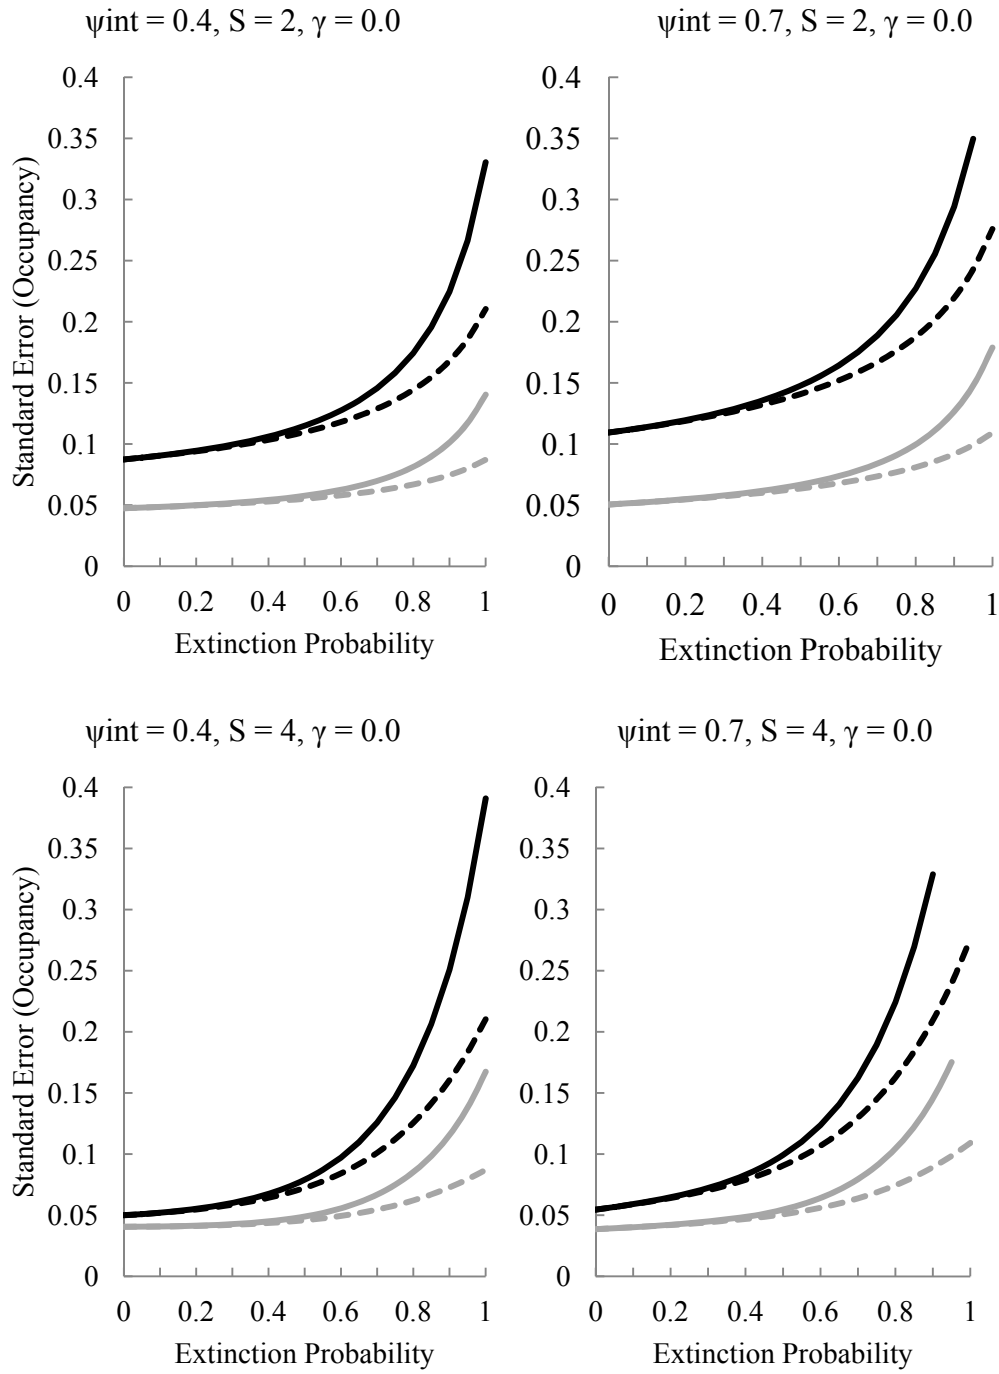 ψint = 0.4, S = 2, γ = 0.0
ψint = 0.7, S = 2, γ = 0.0
Standard Error (Occupancy)
0.4
0.35
0.3
0.25
0.2
0.15
0.1
0.05
0
0 0.2 0.4 0.6 0.8 1
Extinction Probability
0.4
0.35
0.3
0.25
0.2
0.15
0.1
0.05
0
0 0.2 0.4 0.6 0.8 1
Extinction Probability
ψint = 0.4, S = 4, γ = 0.0
ψint = 0.7, S = 4, γ = 0.0
Standard Error (Occupancy)
0.4
0.35
0.3
0.25
0.2
0.15
0.1
0.05
0
0 0.2 0.4 0.6 0.8 1
Extinction Probability
0.4
0.35
0.3
0.25
0.2
0.15
0.1
0.05
0
0 0.2 0.4 0.6 0.8 1
Extinction Probability